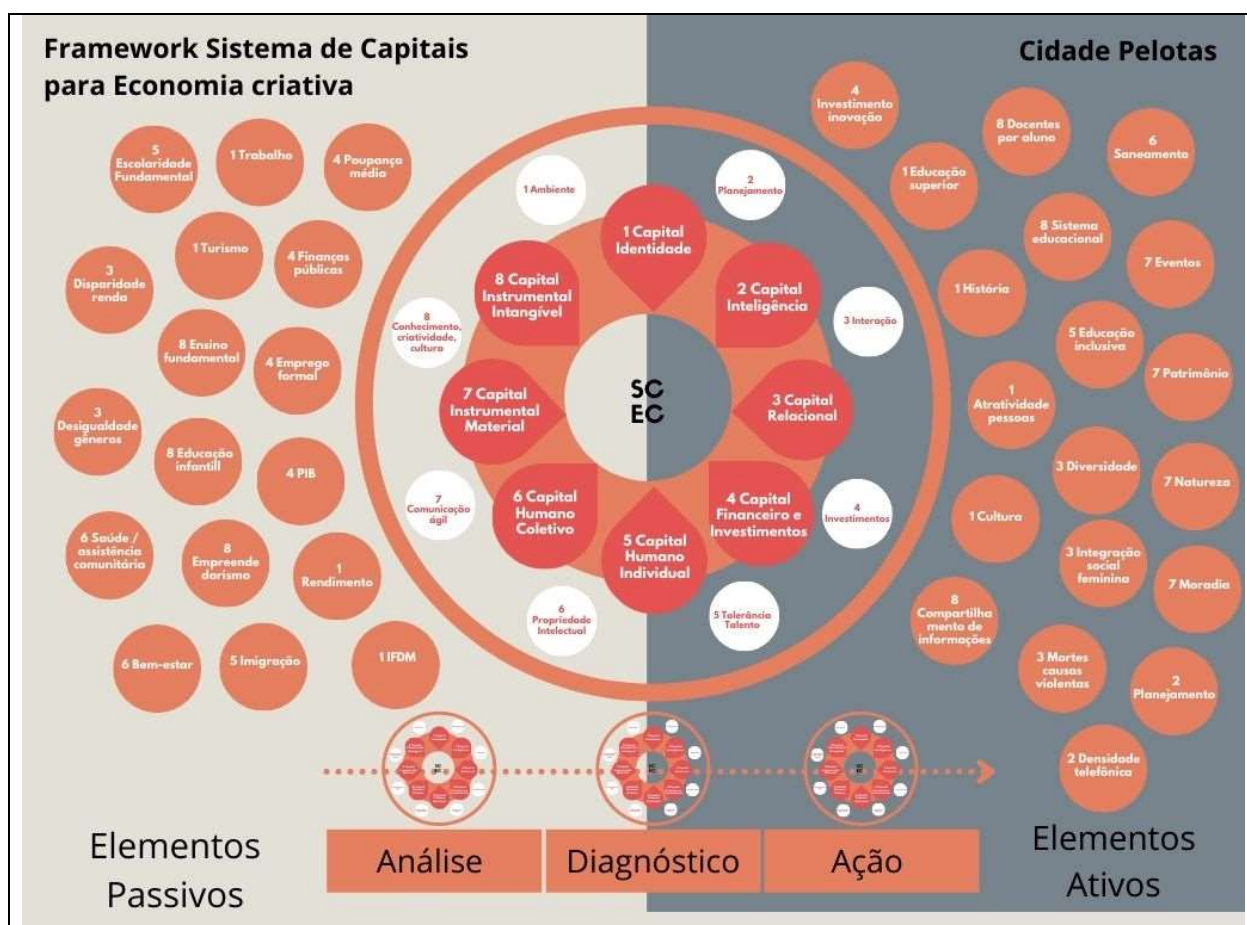 Framework Sistema de Capitais
para Economia criativa
Cidade Pelotas
5
Escolaridade
Fundamental
1 Trabalho
4 Poupança
média
1 Turismo
4 Finanças
públicas
3
Disparidade
renda
8 Ensino
fundamental
4 Emprego
formal
3
Desigualdade
gêneros
8 Educação
infantill
4 PIB
6 Saúde /
assistência
comunitária
8
Empreende
dorismo
1
Rendimento
6 Bem-estar
5 Imigração
1 IFDM
1 Ambiente
2
Planejamento
3 Interação
4
Investimentos
5 Tolerância
Talento
6
Propriedade
Intelectual
7
Comunicação
ágil
8
Conhecimento,
criatividade,
cultura
1 Capital
Identidade
2 Capital
Inteligência
3 Capital
Relacional
4 Capital
Financeiro e
Investimentos
5 Capital
Humano
Individual
6 Capital
Humano
Coletivo
7 Capital
Instrumental
Material
8 Capital
Instrumental
Intangível
SC
EC
4
Investimento
inovação
8 Docentes
por aluno
6
Saneamento
1 Educação
superior
8 Sistema
educacional
7 Eventos
1 História
5 Educação
inclusiva
7 Patrimônio
1
Atratividade
pessoas
3 Diversidade
7 Natureza
1 Cultura
3 Integração
social
feminina
7 Moradia
8
Compartilha
mento de
informações
3 Mortes
causas
violentas
2
Planejamento
2 Densidade
telefônica
Elementos
Passivos
Análise
Diagnóstico
Ação
Elementos
Ativos